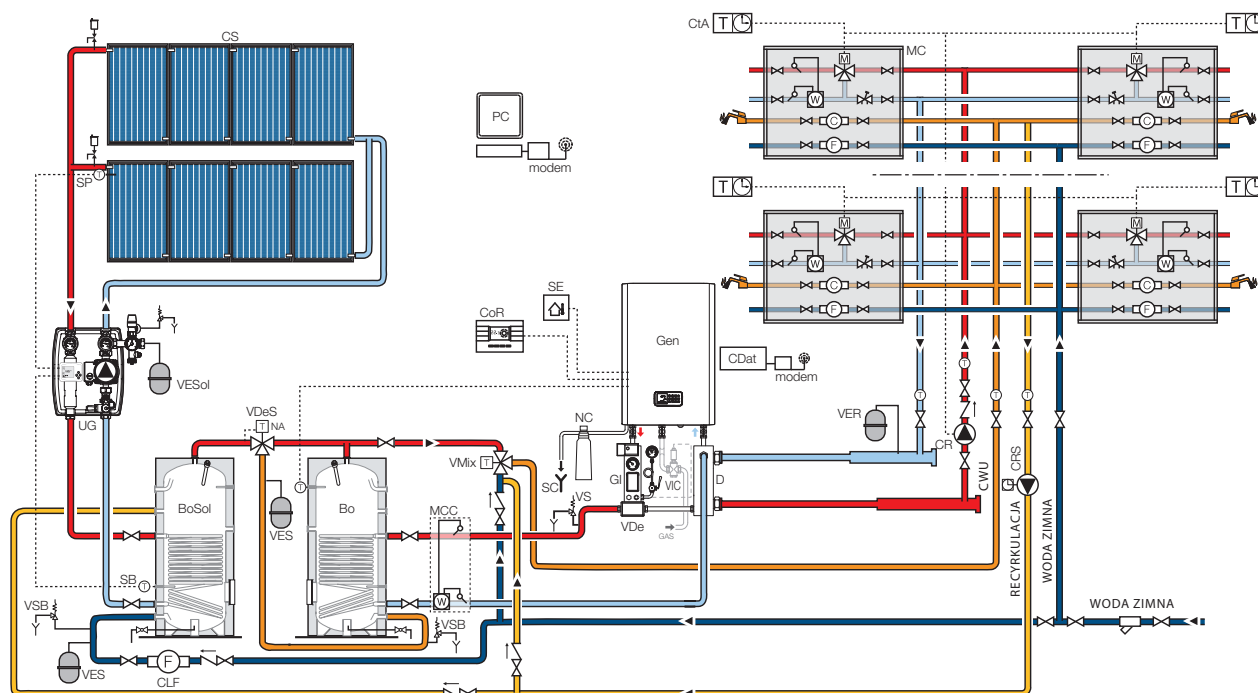 CS
CtA
T
T
MC
M
M
W
W
C
C
F
F
PC
modem
SP
T
T
T
M
M
W
W
C
C
F
F
SE
CoR
Gen
CDat
modem
UG
VESol
VDeS
T
NA
NC
VER
T
T
T
T
CR
CWU
CRS
RECYRKULACJA
WODA ZIMNA
VMix
T
GI
VIC
D
SC
VS
VDe
GAS
BoSol
VES
T
Bo
MCC
W
SB
T
VSB
VSB
WODA ZIMNA
VES
F
CLF